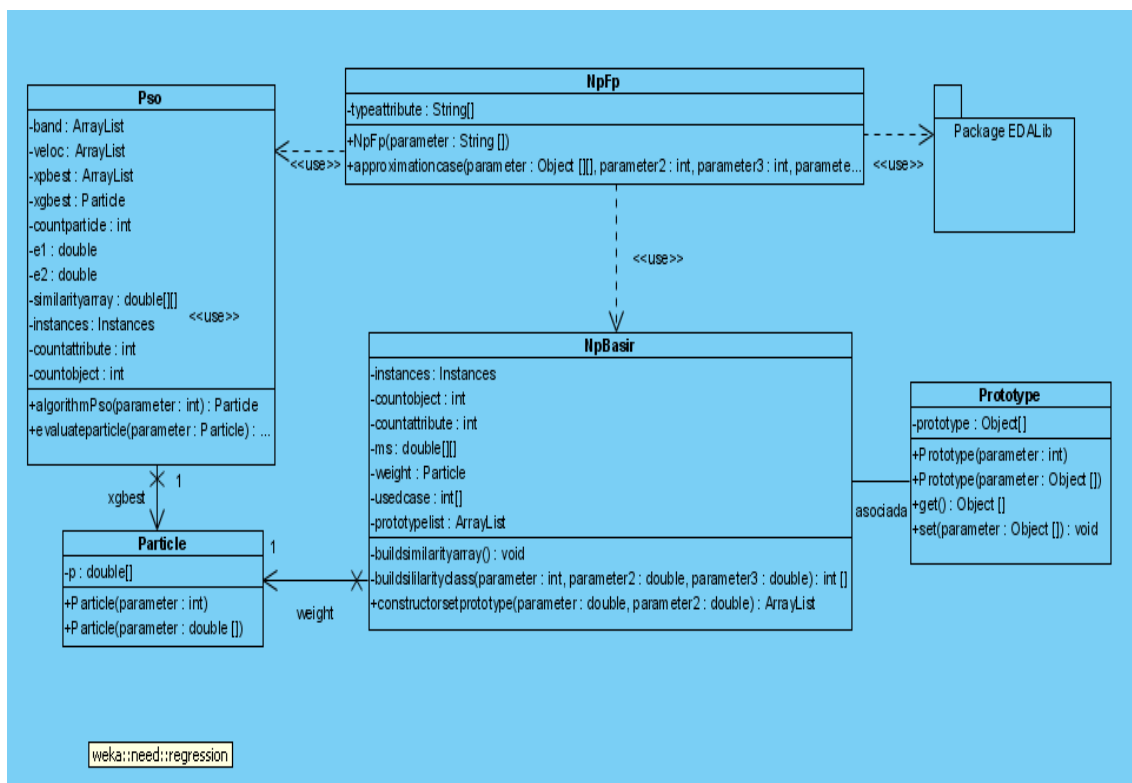 NpFp
-typeattribute : String[]
+NpFp(parameter : String [])
+approximationcase(parameter : Object [][], parameter2 : int, parameter3 : int, paramete...
Pso
-band : ArrayList
-veloc : ArrayList
-xpbest : ArrayList
-xgbest : Particle
-countparticle : int
-e1 : double
-e2 : double
-similarityarray : double[][]
-instances : Instances
-countattribute : int
-countobject : int
+algorithmPso(parameter : int) : Particle
+evaluateparticle(parameter : Particle) : ...
<<use>>
<<use>>
Package EDALib
<<use>>
<<use>>
NpBasir
-instances : Instances
-countobject : int
-countattribute : int
-ms : double[][]
-weight : Particle
-usedcase : int[]
-prototypelist : ArrayList
-buildsimilarityarray() : void
-buildsililarityclass(parameter : int, parameter2 : double, parameter3 : double) : int []
+constructorsetprototype(parameter : double, parameter2 : double) : ArrayList
Prototype
-prototype : Object[]
+Prototype(parameter : int)
+Prototype(parameter : Object [])
+get() : Object []
+set(parameter : Object []) : void
asociada
1
xgbest
Particle
-p : double[]
+Particle(parameter : int)
+Particle(parameter : double [])
1
weight
weka::need::regression